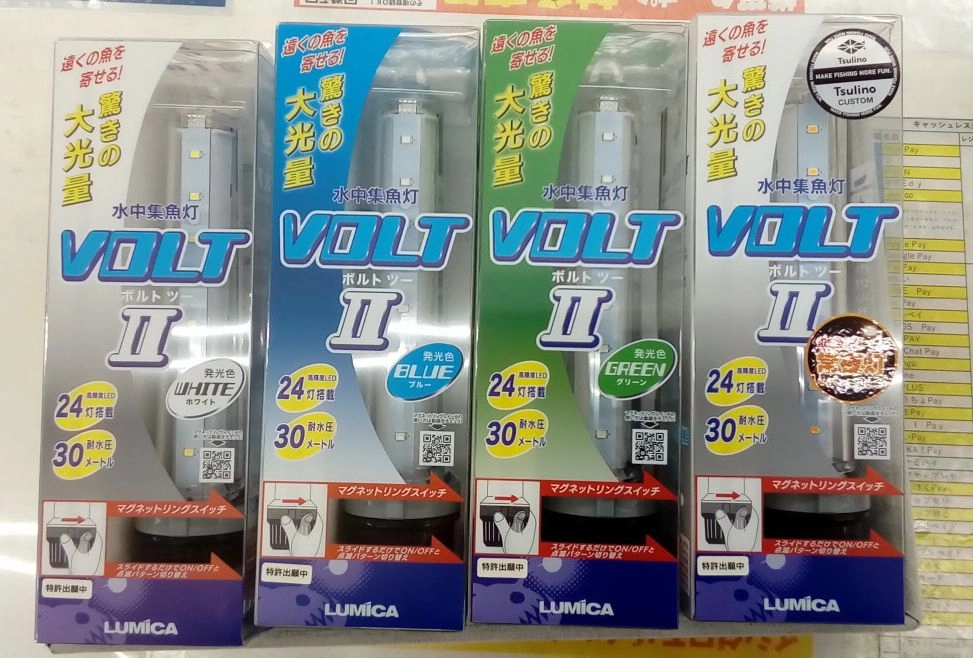 遠くの魚を
寄せる!
驚きの
大光量
水中集魚灯
VOLT
ボルト ツー
II
発光色
WHITE
ホワイト
高輝度LED
24灯搭載
耐水圧
30メートル
マグネットリングスイッチ
スライドするだけでON/OFFと
点滅パターン切り替え
特許出願中
LUMICA
遠くの魚を
寄せる!
驚きの
大光量
水中集魚灯
VOLT
ボルト ツー
II
発光色
BLUE
ブルー
高輝度LED
24灯搭載
耐水圧
30メートル
マグネットリングスイッチ
スライドするだけでON/OFFと
点滅パターン切り替え
特許出願中
LUMICA
遠くの魚を
寄せる!
驚きの
大光量
水中集魚灯
VOLT
ボルト ツー
II
発光色
GREEN
グリーン
高輝度LED
24灯搭載
耐水圧
30メートル
マグネットリングスイッチ
スライドするだけでON/OFFと
点滅パターン切り替え
特許出願中
LUMICA
遠くの魚を
寄せる!
驚きの
大光量
Tsulino
MAKE FISHING MORE FUN.
Tsulino
CUSTOM
水中集魚灯
VOLT
ボルト ツー
II
高輝度LED
24灯搭載
耐水圧
30メートル
マグネットリングスイッチ
スライドするだけでON/OFFと
点滅パターン切り替え
特許出願中
LUMICA
キャッシュレス
Pay
Edy
Pay
gle Pay
Pay
Pay
Pay
PAY
Chat Pay
PLUS
Pay
Pay
Pay